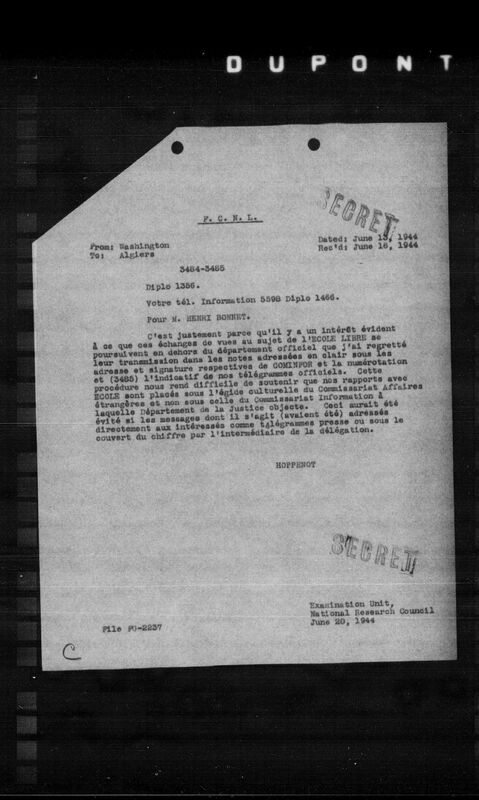 DUPONT
SECRET
F. C. N. L.
From: Washington
To: Algiers
Dated: June 13, 1944
Rec'd: June 16, 1944
3484-3485
Diplo 1356.
Votre tél. Information 5598 Diplo 1466.
Pour M. HENRI BONNET.
C'est justement parce qu'il y a un intérêt évident
à ce que ces échanges de vues au sujet de l'ECOLE LIBRE se
poursuivent en dehors du département officiel que j'ai regretté
leur transmission dans les notes adressées en clair sous les
adresse et signature respectives de COMINFOR et la numérotation
et (3485) l'indicatif de nos télégrammes officiels. Cette
procédure nous rend difficile de soutenir que nos rapports avec
ECOLE sont placés sous l'égide culturelle du Commissariat Affaires
étrangères et non sous celle du Commissariat Information à
laquelle Département de la Justice objecte. Ceci aurait été
évité si les messages dont il s'agit (avaient été) adressés
directement aux intéressés comme télégrammes presse ou sous le
couvert du chiffre par l'intermédiaire de la délégation.
HOPPENOT
SECRET
Examination Unit,
National Research Council
June 20, 1944
File FG-2237
C